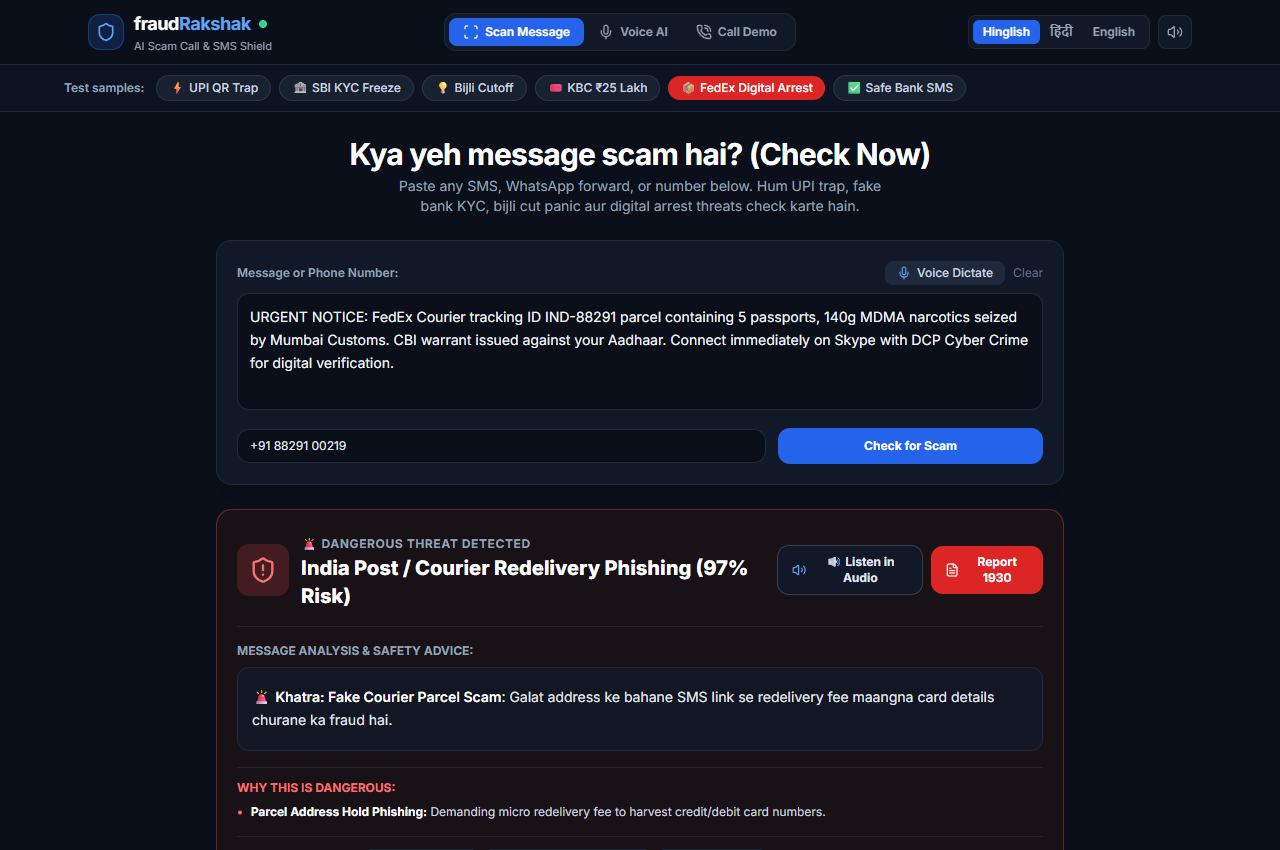 fraudRakshak
AI Scam Call & SMS Shield
Scan Message
Voice AI
Call Demo
Hinglish
हिंदी
English
Test samples:
UPI QR Trap
SBI KYC Freeze
Bijli Cutoff
KBC ₹25 Lakh
FedEx Digital Arrest
Safe Bank SMS
Kya yeh message scam hai? (Check Now)
Paste any SMS, WhatsApp forward, or number below. Hum UPI trap, fake
bank KYC, bijli cut panic aur digital arrest threats check karte hain.
Message or Phone Number:
Voice Dictate
Clear
URGENT NOTICE: FedEx Courier tracking ID IND-88291 parcel containing 5 passports, 140g MDMA narcotics seized
by Mumbai Customs. CBI warrant issued against your Aadhaar. Connect immediately on Skype with DCP Cyber Crime
for digital verification.
+91 88291 00219
Check for Scam
🚨 DANGEROUS THREAT DETECTED
India Post / Courier Redelivery Phishing (97%
Risk)
🔊 Listen in
Audio
Report
1930
MESSAGE ANALYSIS & SAFETY ADVICE:
🚨 Khatra: Fake Courier Parcel Scam: Galat address ke bahane SMS link se redelivery fee maangna card details
churane ka fraud hai.
WHY THIS IS DANGEROUS:
• Parcel Address Hold Phishing: Demanding micro redelivery fee to harvest credit/debit card numbers.